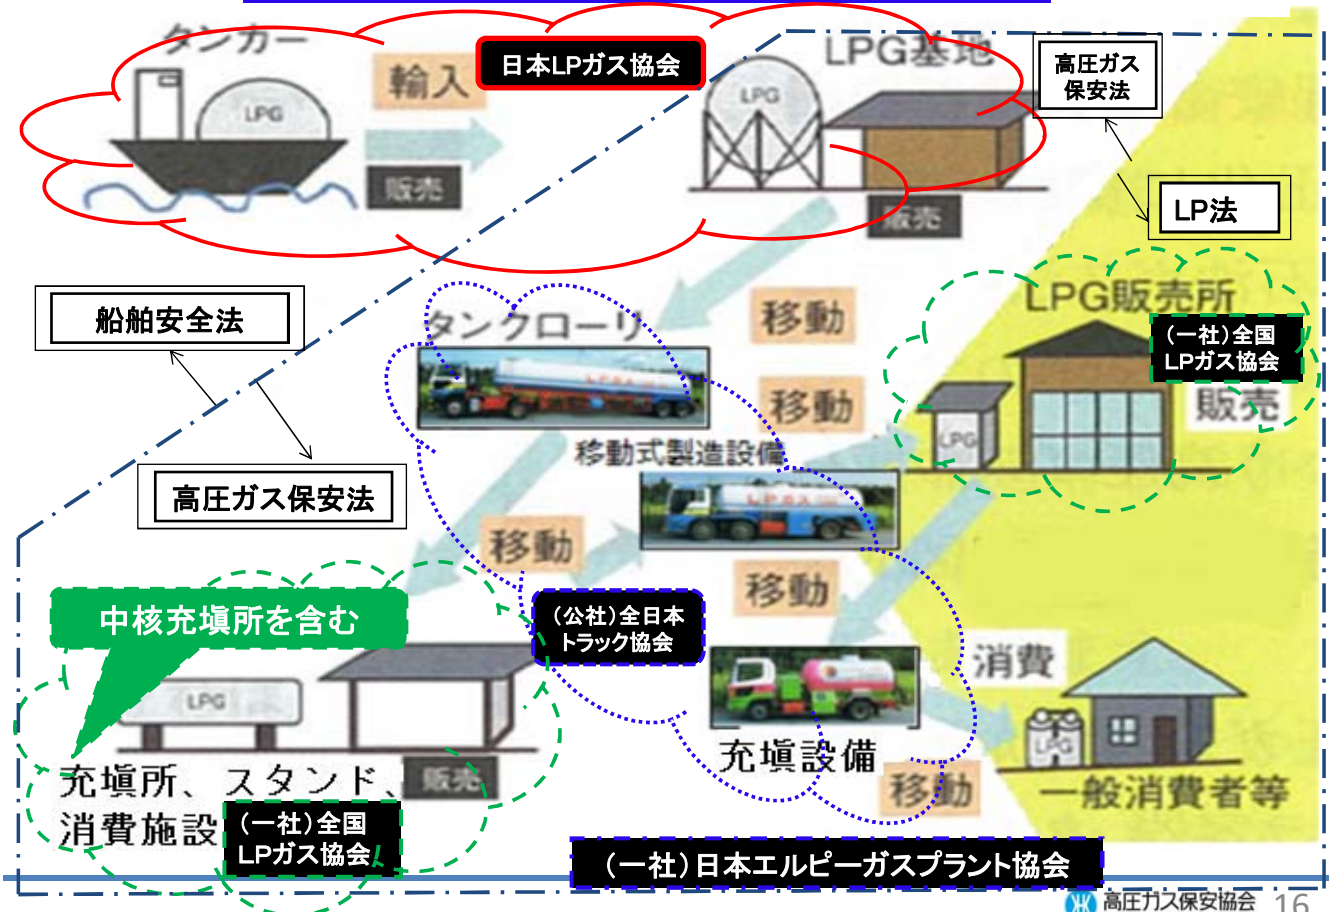 タンカー
LPG
輸入
販売
日本LPガス協会
LPG基地
LPG
販売
高圧ガス
保安法
LP法
船舶安全法
高圧ガス保安法
タンクローリ
移動
移動
移動式製造設備
LPG販売所
(一社)全国
LPガス協会
販売
LPG
移動
移動
中核充塡所を含む
(公社)全日本
トラック協会
LPG
充塡所、スタンド、
消費施設
販売
(一社)全国
LPガス協会
充塡設備
移動
消費
LPG
一般消費者等
(一社)日本エルピーガスプラント協会
高圧ガス保安協会
16